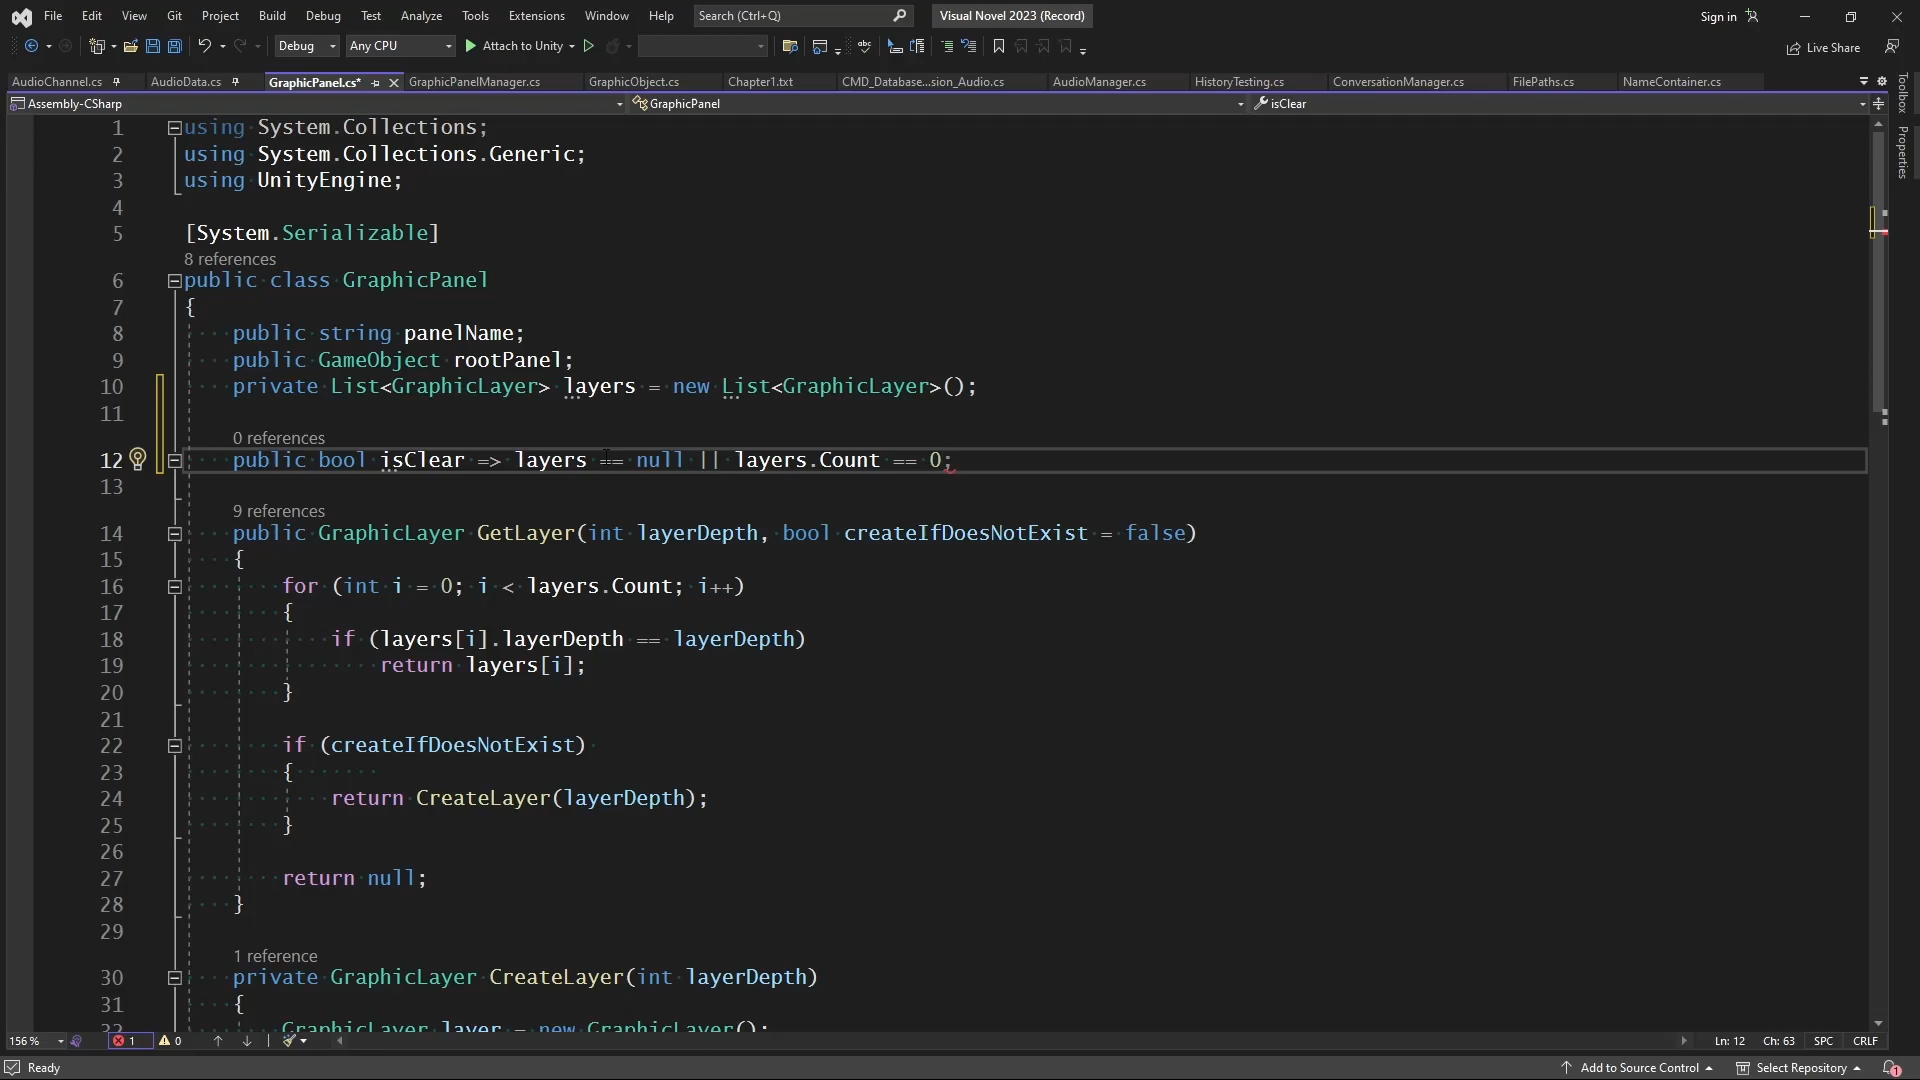 File Edit View Git Project Build Debug Test Analyze Tools Extensions Window Help Search (Ctrl+Q) Visual Novel 2023 (Record) Sign in
Debug Any CPU Attach to Unity Live Share
AudioChannel.cs AudioData.cs GraphicPanel.cs* GraphicPanelManager.cs GraphicObject.cs Chapter1.txt CMD_Database...sion_Audio.cs AudioManager.cs HistoryTesting.cs ConversationManager.cs FilePaths.cs NameContainer.cs
Toolbox
Properties
Assembly-CSharp GraphicPanel isClear
1 using System.Collections;
2 using System.Collections.Generic;
3 using UnityEngine;
4
5 [System.Serializable]
8 references
6 public class GraphicPanel
7 {
8 public string panelName;
9 public GameObject rootPanel;
10 private List<GraphicLayer> layers = new List<GraphicLayer>();
11
0 references
12 public bool isClear => layers == null || layers.Count == 0;
13
9 references
14 public GraphicLayer GetLayer(int layerDepth, bool createIfDoesNotExist = false)
15 {
16 for (int i = 0; i < layers.Count; i++)
17 {
18 if (layers[i].layerDepth == layerDepth)
19 return layers[i];
20 }
21
22 if (createIfDoesNotExist)
23 {
24 return CreateLayer(layerDepth);
25 }
26
27 return null;
28 }
29
1 reference
30 private GraphicLayer CreateLayer(int layerDepth)
31 {
32 GraphicLayer layer = new GraphicLayer();
156 % 1 0 Ln: 12 Ch: 63 SPC CRLF
Ready Add to Source Control Select Repository 1